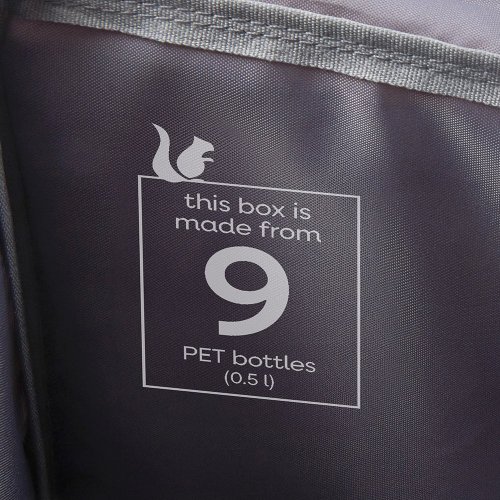 this box is
made from
9
PET bottles
(0.5 l)